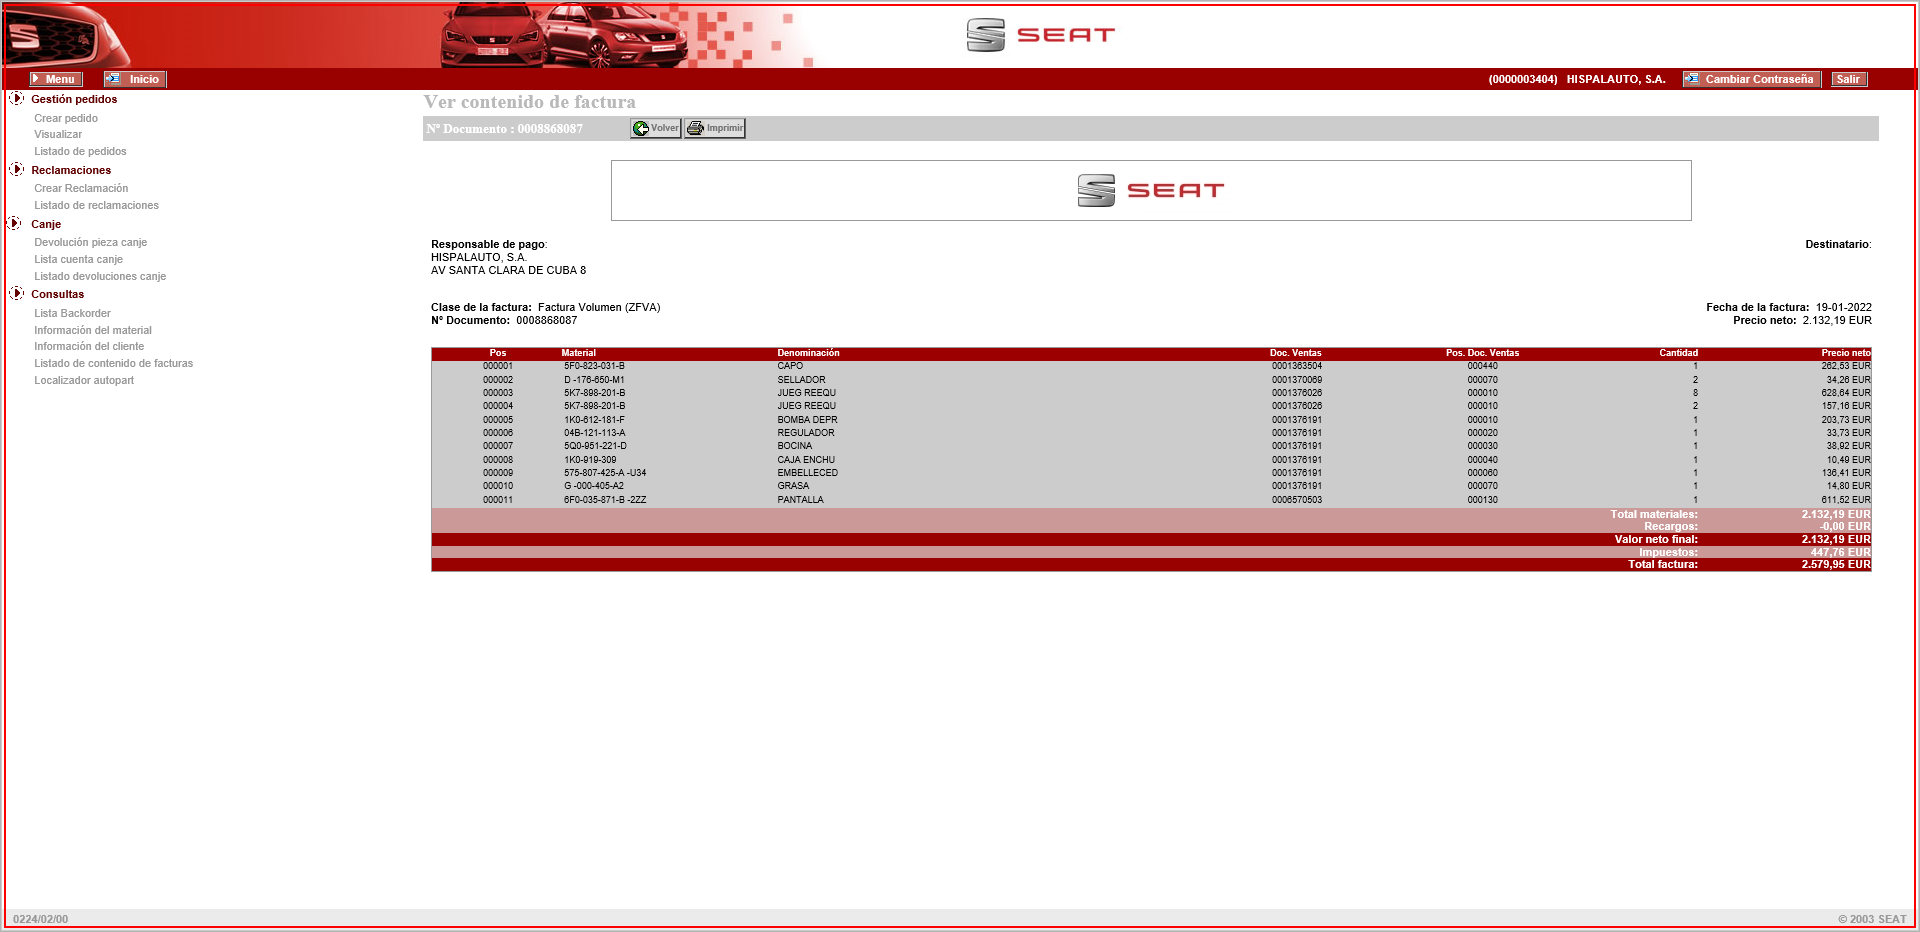 SEAT
Menu Inicio (0000003404) HISPALAUTO, S.A. Cambiar Contraseña Salir
Gestión pedidos
Crear pedido
Visualizar
Listado de pedidos
Reclamaciones
Crear Reclamación
Listado de reclamaciones
Canje
Devolución pieza canje
Lista cuenta canje
Listado devoluciones canje
Consultas
Lista Backorder
Información del material
Información del cliente
Listado de contenido de facturas
Localizador autopart
Ver contenido de factura
Nº Documento : 0008868087 Volver Imprimir
SEAT
Responsable de pago: Destinatario:
HISPALAUTO, S.A.
AV SANTA CLARA DE CUBA 8
Clase de la factura: Factura Volumen (ZFVA) Fecha de la factura: 19-01-2022
Nº Documento: 0008868087 Precio neto: 2.132,19 EUR
Pos Material Denominación Doc. Ventas Pos. Doc. Ventas Cantidad Precio neto
000001 5F0-823-031-B CAPO 0001363504 000440 1 262,53 EUR
000002 D -176-650-M1 SELLADOR 0001370069 000070 2 34,26 EUR
000003 5K7-898-201-B JUEG REEQU 0001376026 000010 8 628,64 EUR
000004 5K7-898-201-B JUEG REEQU 0001376026 000010 2 157,16 EUR
000005 1K0-612-181-F BOMBA DEPR 0001376191 000010 1 203,73 EUR
000006 04B-121-113-A REGULADOR 0001376191 000020 1 33,73 EUR
000007 5Q0-951-221-D BOCINA 0001376191 000030 1 38,92 EUR
000008 1K0-919-309 CAJA ENCHU 0001376191 000040 1 10,49 EUR
000009 575-807-425-A -U34 EMBELLECED 0001376191 000060 1 136,41 EUR
000010 G -000-405-A2 GRASA 0001376191 000070 1 14,80 EUR
000011 6F0-035-871-B -2ZZ PANTALLA 0006570503 000130 1 611,52 EUR
Total materiales: 2.132,19 EUR
Recargos: -0,00 EUR
Valor neto final: 2.132,19 EUR
Impuestos: 447,76 EUR
Total factura: 2.579,95 EUR
0224/02/00 © 2003 SEAT